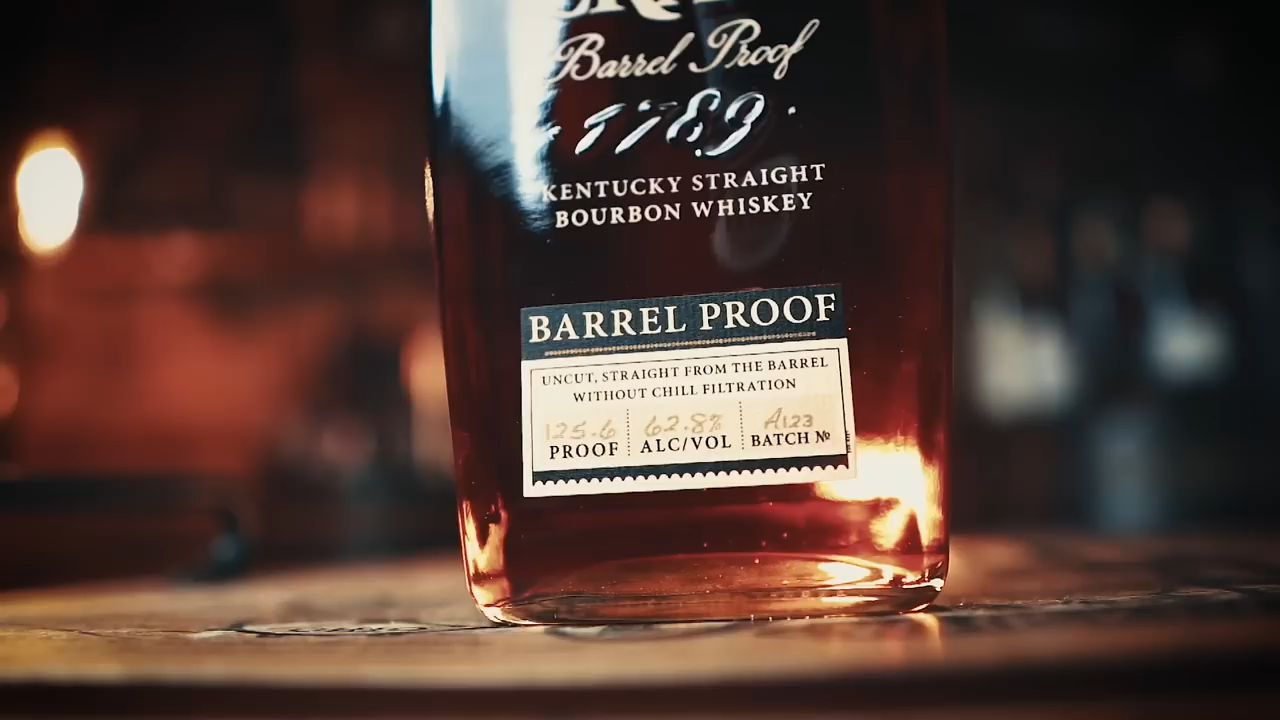 Barrel Proof
1789
KENTUCKY STRAIGHT
BOURBON WHISKEY
BARREL PROOF
UNCUT, STRAIGHT FROM THE BARREL
WITHOUT CHILL FILTRATION
125.6 62.8% A123
PROOF ALC/VOL BATCH №